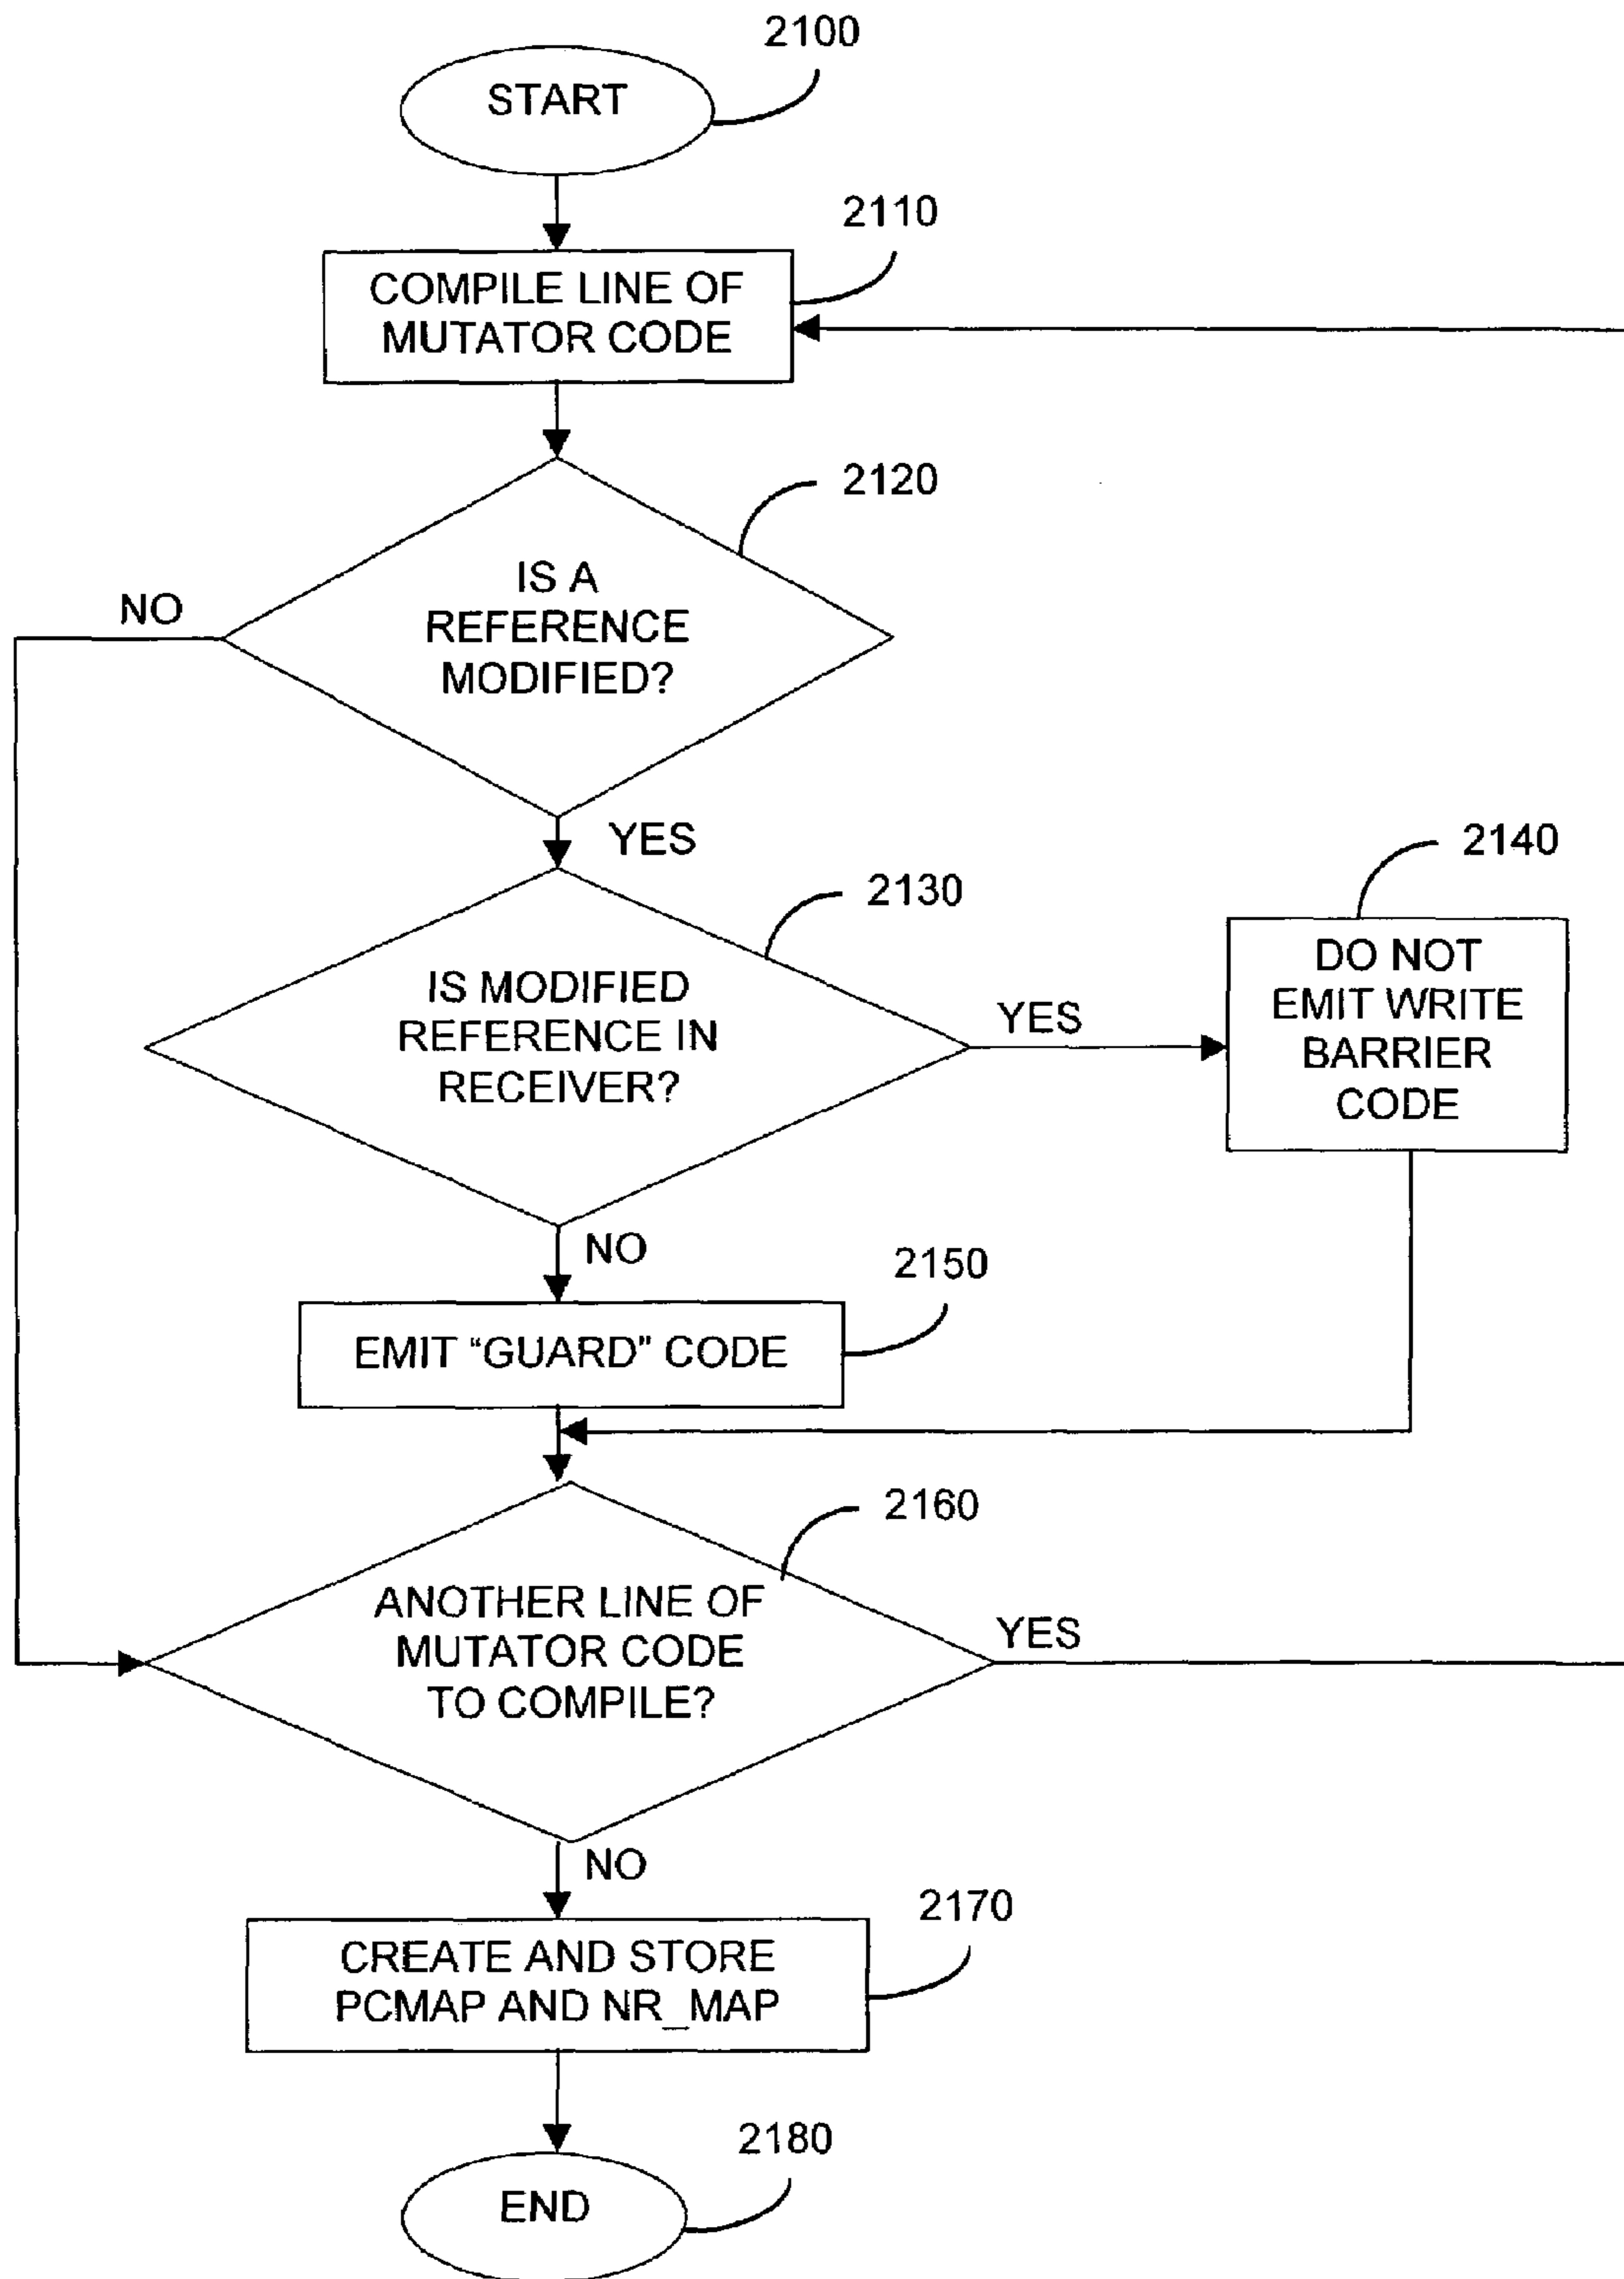 2100
START
2110
COMPILE LINE OF
MUTATOR CODE
2120
IS A
REFERENCE
MODIFIED?
NO
YES
2130
2140
IS MODIFIED
REFERENCE IN
RECEIVER?
YES
DO NOT
EMIT WRITE
BARRIER
CODE
NO
2150
EMIT “GUARD” CODE
2160
ANOTHER LINE OF
MUTATOR CODE
TO COMPILE?
YES
NO
2170
CREATE AND STORE
PCMAP AND NR_MAP
2180
END